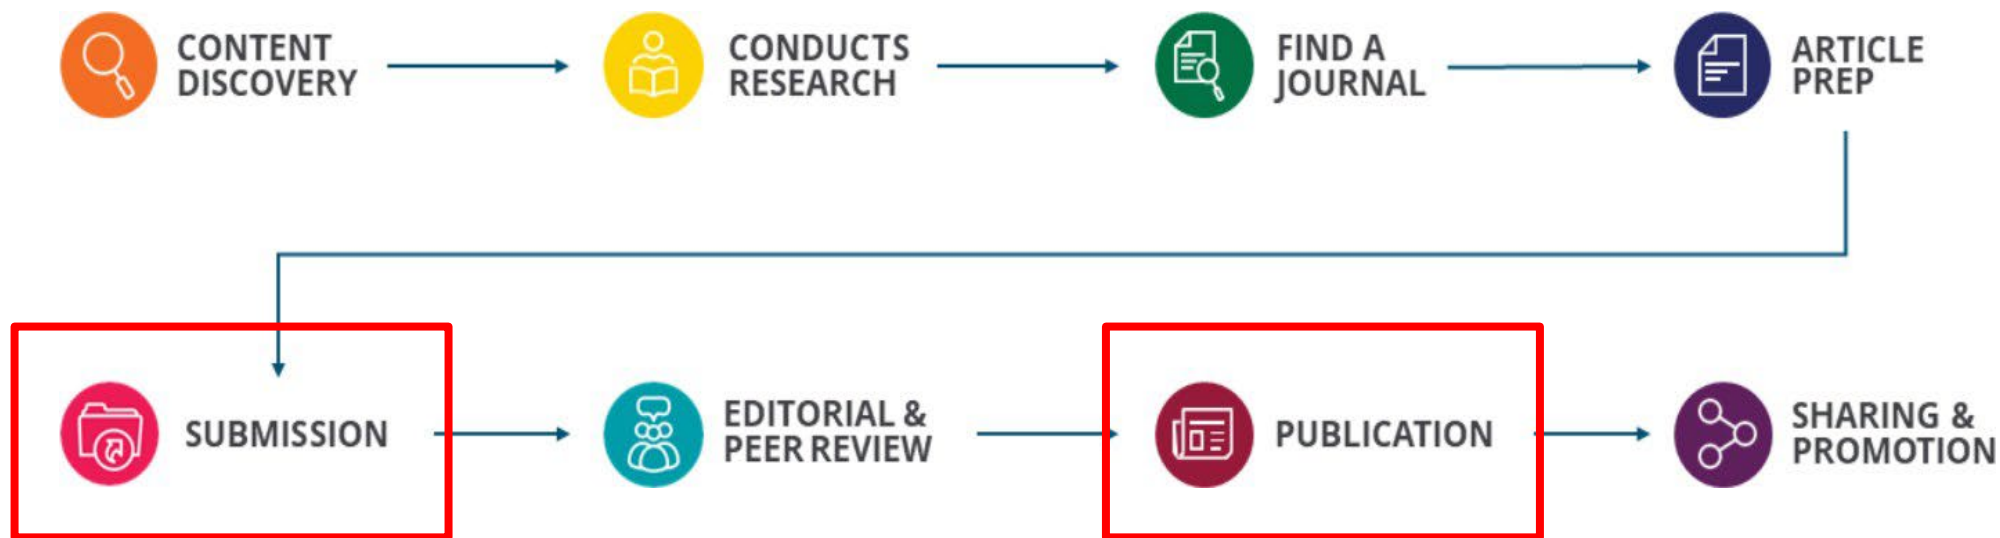 CONTENT
DISCOVERY
CONDUCTS
RESEARCH
FIND A
JOURNAL
ARTICLE
PREP
SUBMISSION
EDITORIAL &
PEER REVIEW
PUBLICATION
SHARING &
PROMOTION